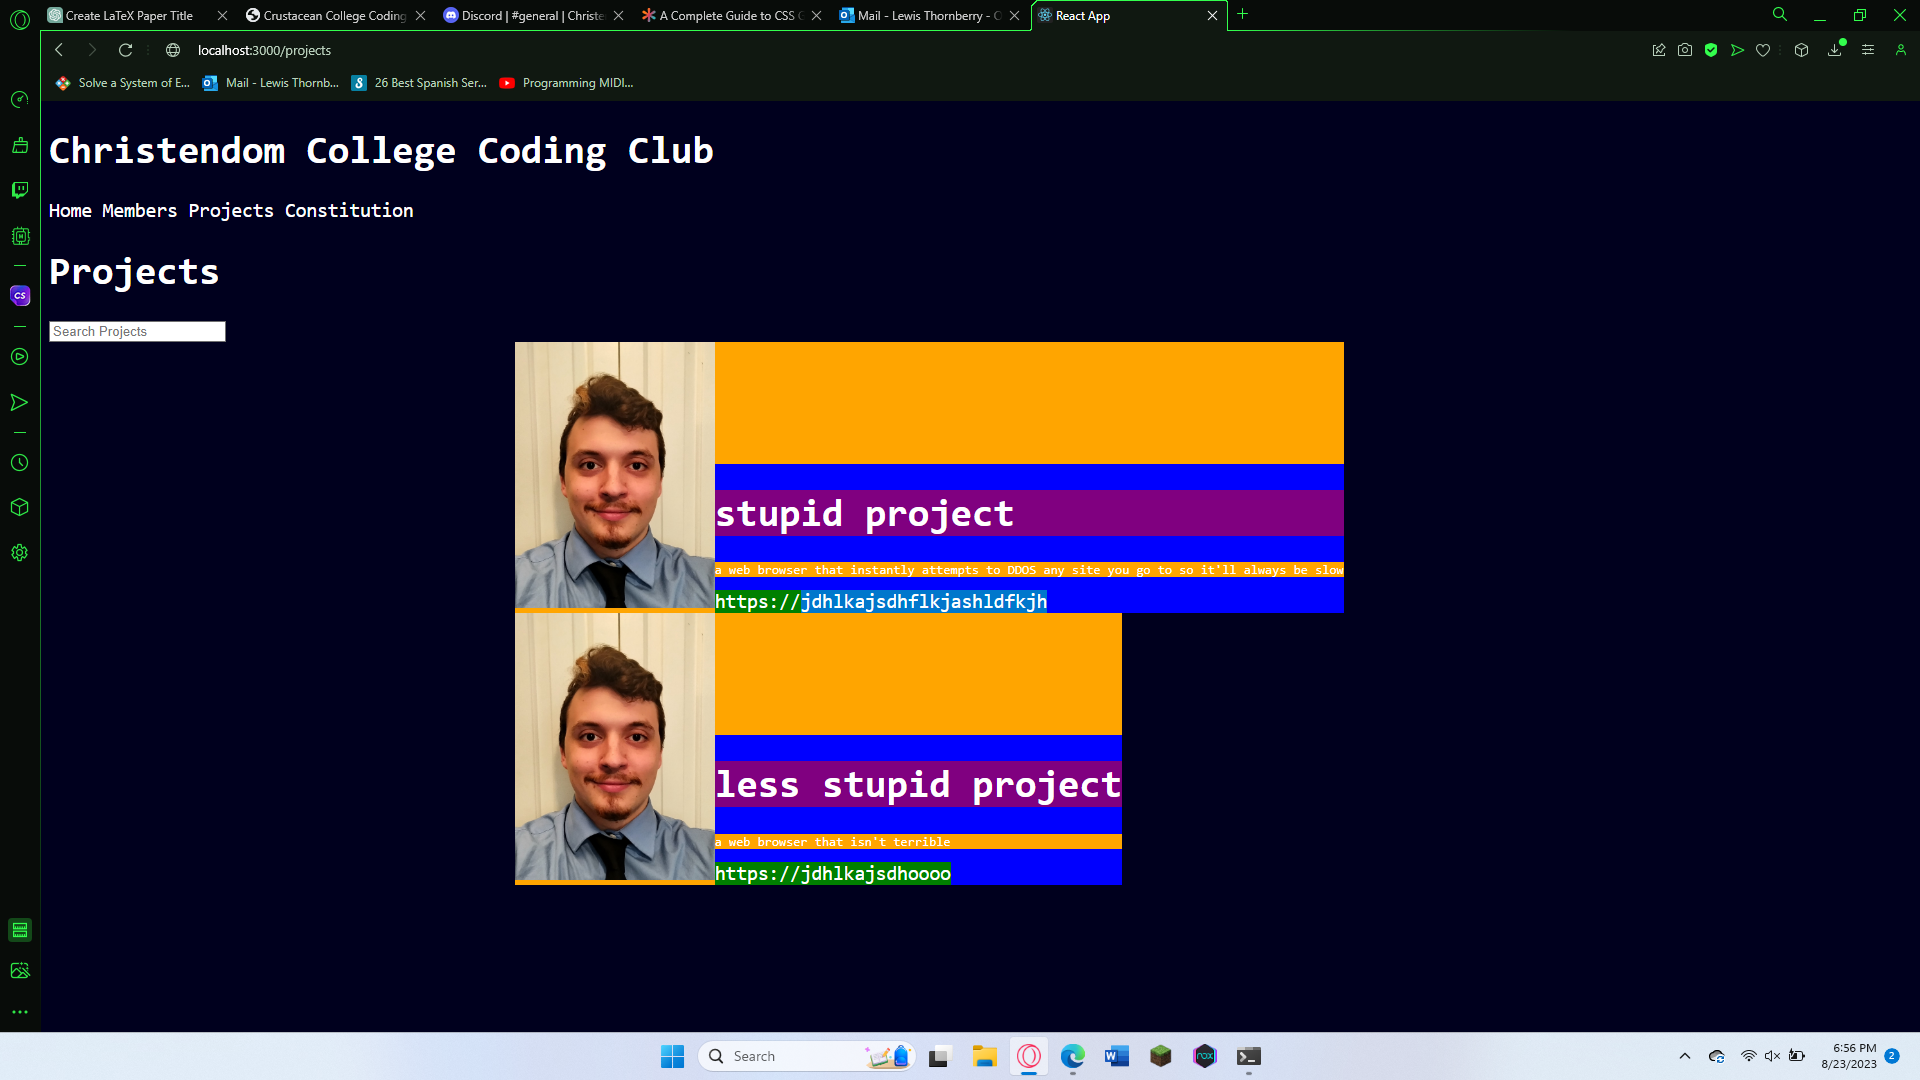 Create LaTeX Paper Title
Crustacean College Coding
Discord | #general | Christe
A Complete Guide to CSS G
Mail - Lewis Thornberry - O
React App
localhost:3000/projects
Solve a System of E...
Mail - Lewis Thornb...
26 Best Spanish Ser...
Programming MIDI...
Christendom College Coding Club
Home Members Projects Constitution
Projects
Search Projects
stupid project
a web browser that instantly attempts to DDOS any site you go to so it'll always be slow
https://jdhlkajsdhflkjashldfkjh
less stupid project
a web browser that isn't terrible
https://jdhlkajsdhoooo
Search
6:56 PM
8/23/2023
2